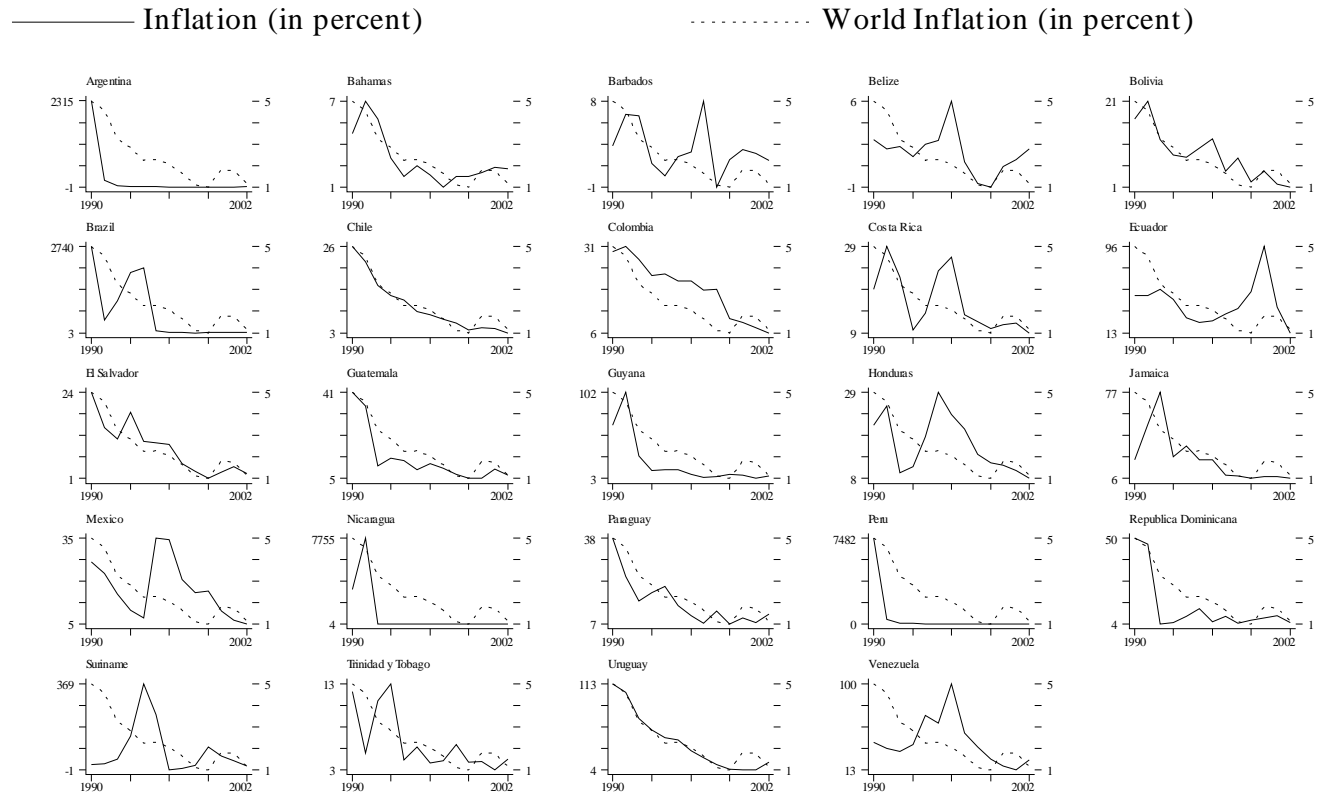 Inflation (in percent) World Inflation (in percent)
Argentina Bahamas Barbados Belize Bolivia
2315 5 7 5 8 5 6 5 21 5
-1 1 1 1 -1 1 -1 1 1 1
1990 2002 1990 2002 1990 2002 1990 2002 1990 2002
Brazil Chile Colombia Costa Rica Ecuador
2740 5 26 5 31 5 29 5 96 5
3 1 3 1 6 1 9 1 13 1
1990 2002 1990 2002 1990 2002 1990 2002 1990 2002
El Salvador Guatemala Guyana Honduras Jamaica
24 5 41 5 102 5 29 5 77 5
1 1 5 1 3 1 8 1 6 1
1990 2002 1990 2002 1990 2002 1990 2002 1990 2002
Mexico Nicaragua Paraguay Peru Republica Dominicana
35 5 7755 5 38 5 7482 5 50 5
5 1 4 1 7 1 0 1 4 1
1990 2002 1990 2002 1990 2002 1990 2002 1990 2002
Suriname Trinidad y Tobago Uruguay Venezuela
369 5 13 5 113 5 100 5
-1 1 3 1 4 1 13 1
1990 2002 1990 2002 1990 2002 1990 2002